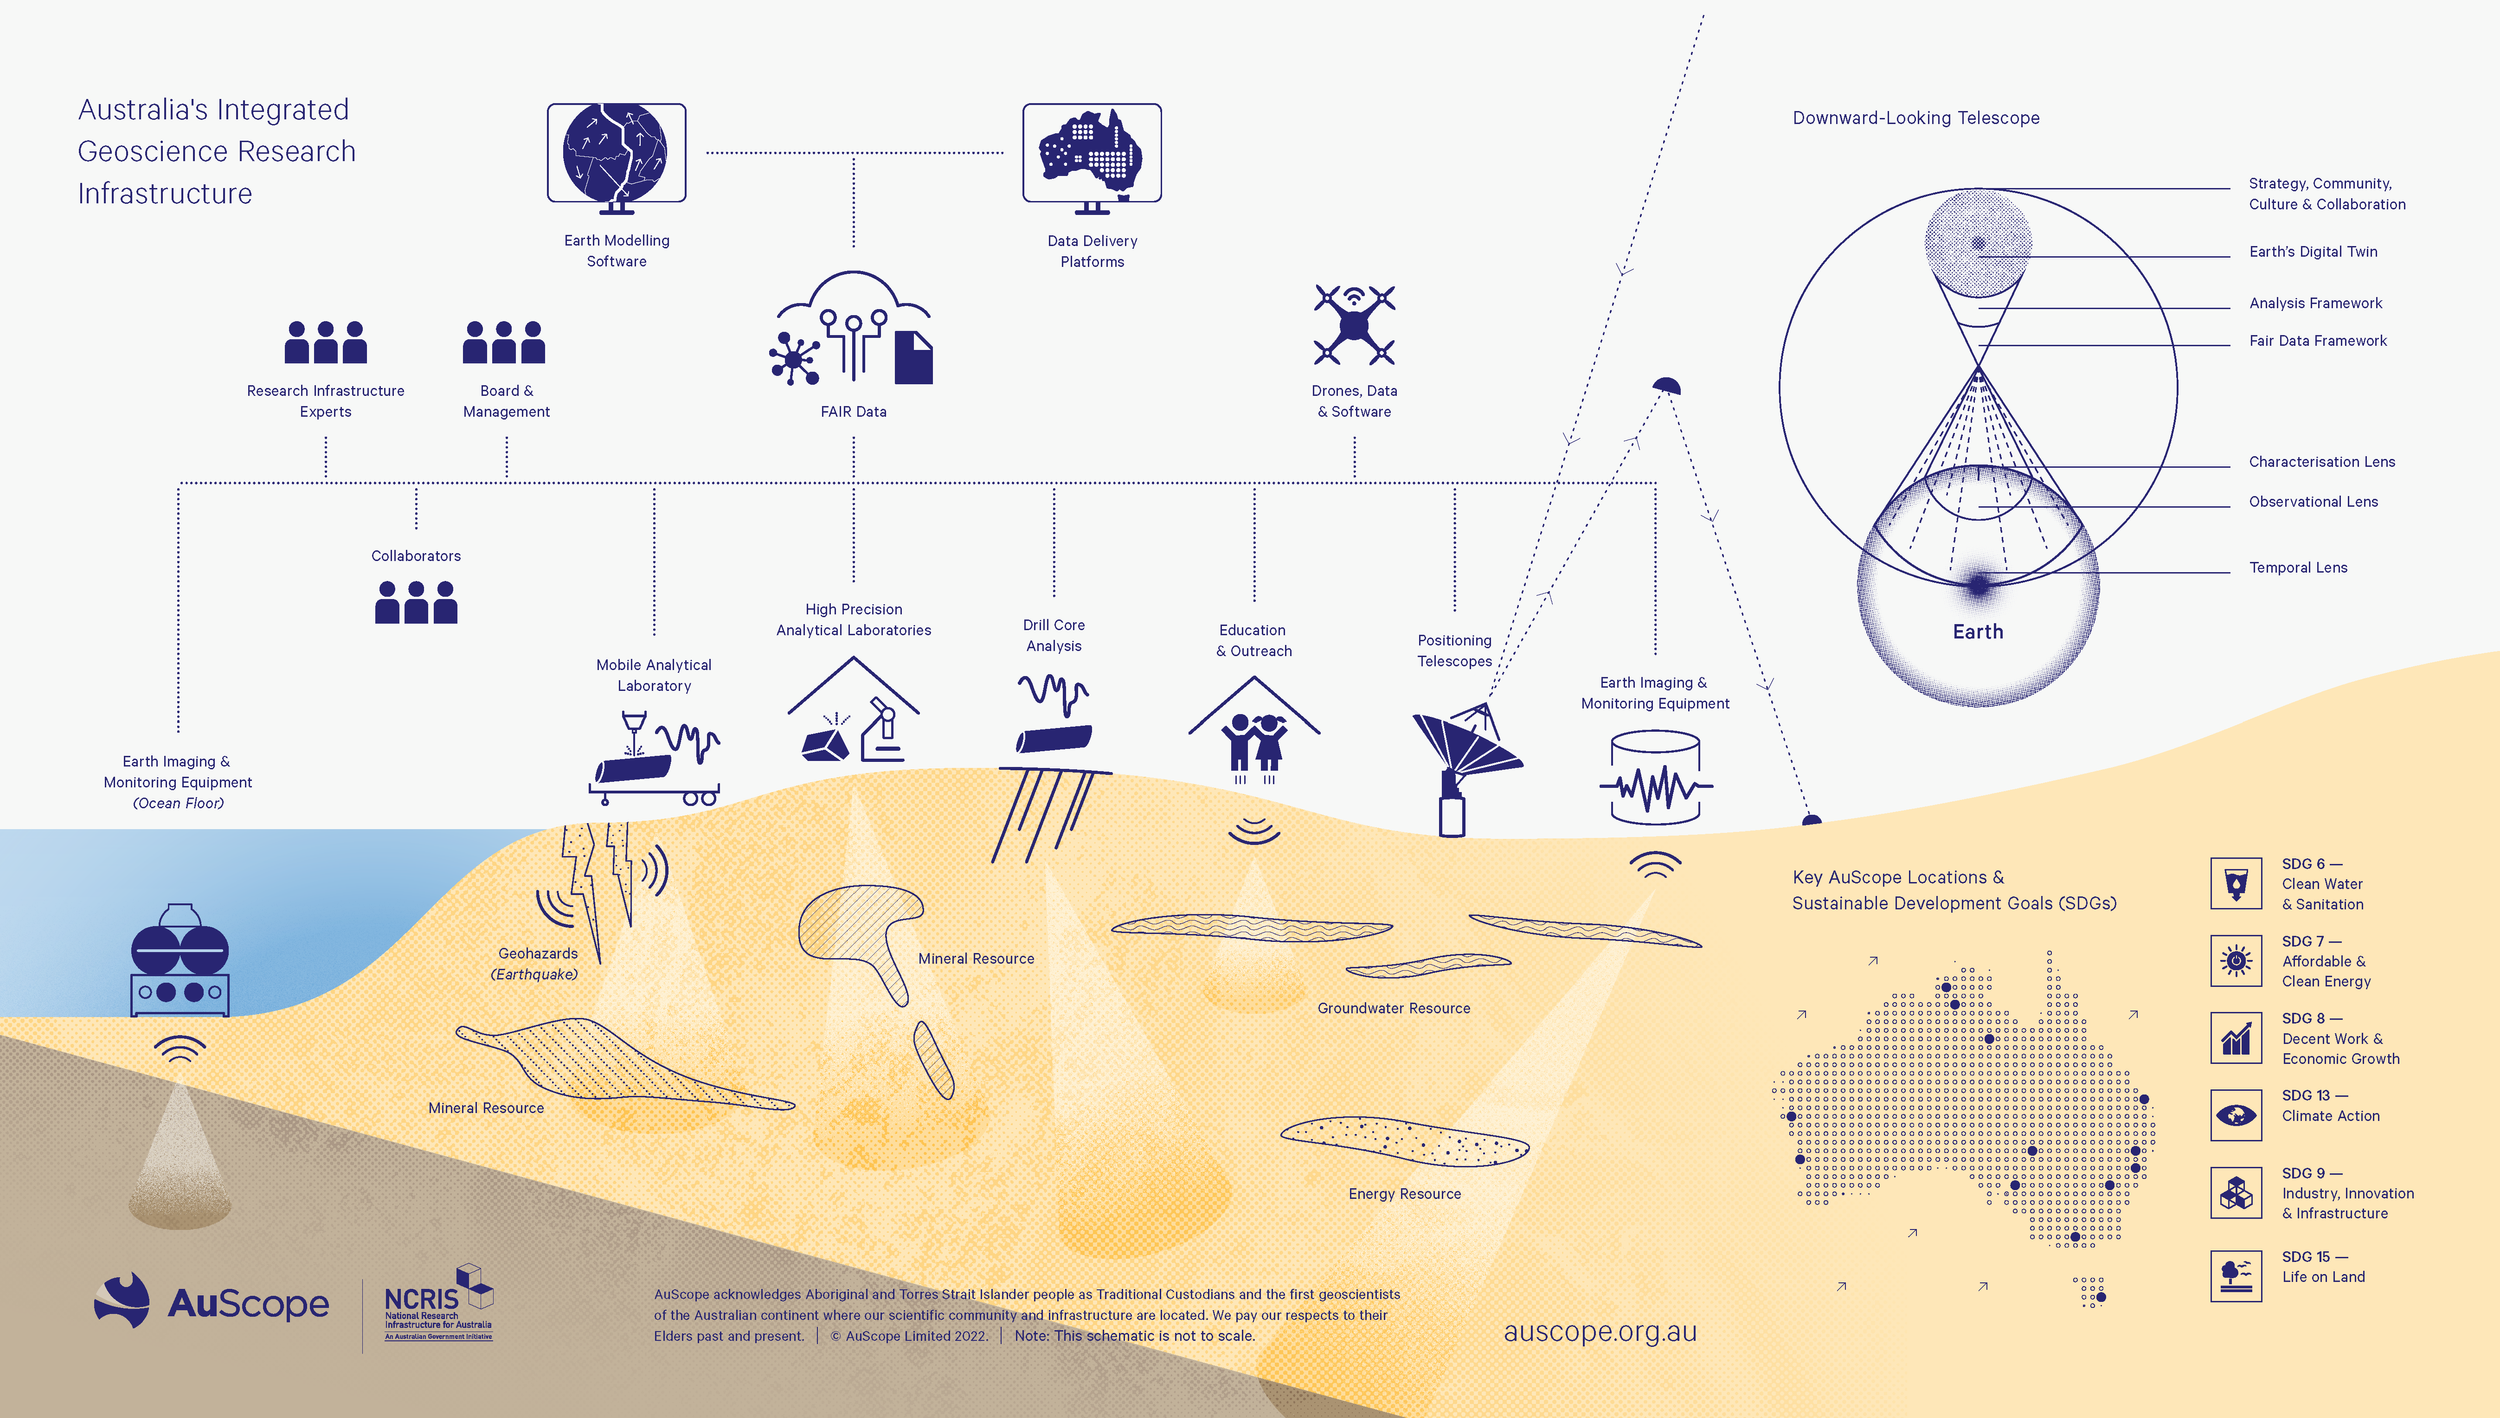 Australia's Integrated
Geoscience Research
Infrastructure
Earth Modelling
Software
Data Delivery
Platforms
Research Infrastructure
Experts
Board &
Management
FAIR Data
Drones, Data
& Software
Collaborators
Earth Imaging &
Monitoring Equipment
(Ocean Floor)
Mobile Analytical
Laboratory
High Precision
Analytical Laboratories
Drill Core
Analysis
Education
& Outreach
Positioning
Telescopes
Earth Imaging &
Monitoring Equipment
Downward-Looking Telescope
Strategy, Community,
Culture & Collaboration
Earth's Digital Twin
Analysis Framework
Fair Data Framework
Characterisation Lens
Observational Lens
Temporal Lens
Earth
Geohazards
(Earthquake)
Mineral Resource
Mineral Resource
Groundwater Resource
Energy Resource
Key AuScope Locations &
Sustainable Development Goals (SDGs)
SDG 6 —
Clean Water
& Sanitation
SDG 7 —
Affordable &
Clean Energy
SDG 8 —
Decent Work &
Economic Growth
SDG 13 —
Climate Action
SDG 9 —
Industry, Innovation
& Infrastructure
SDG 15 —
Life on Land
AuScope
NCRIS
National Research
Infrastructure for Australia
An Australian Government Initiative
AuScope acknowledges Aboriginal and Torres Strait Islander people as Traditional Custodians and the first geoscientists
of the Australian continent where our scientific community and infrastructure are located. We pay our respects to their
Elders past and present. | © AuScope Limited 2022. | Note: This schematic is not to scale.
auscope.org.au